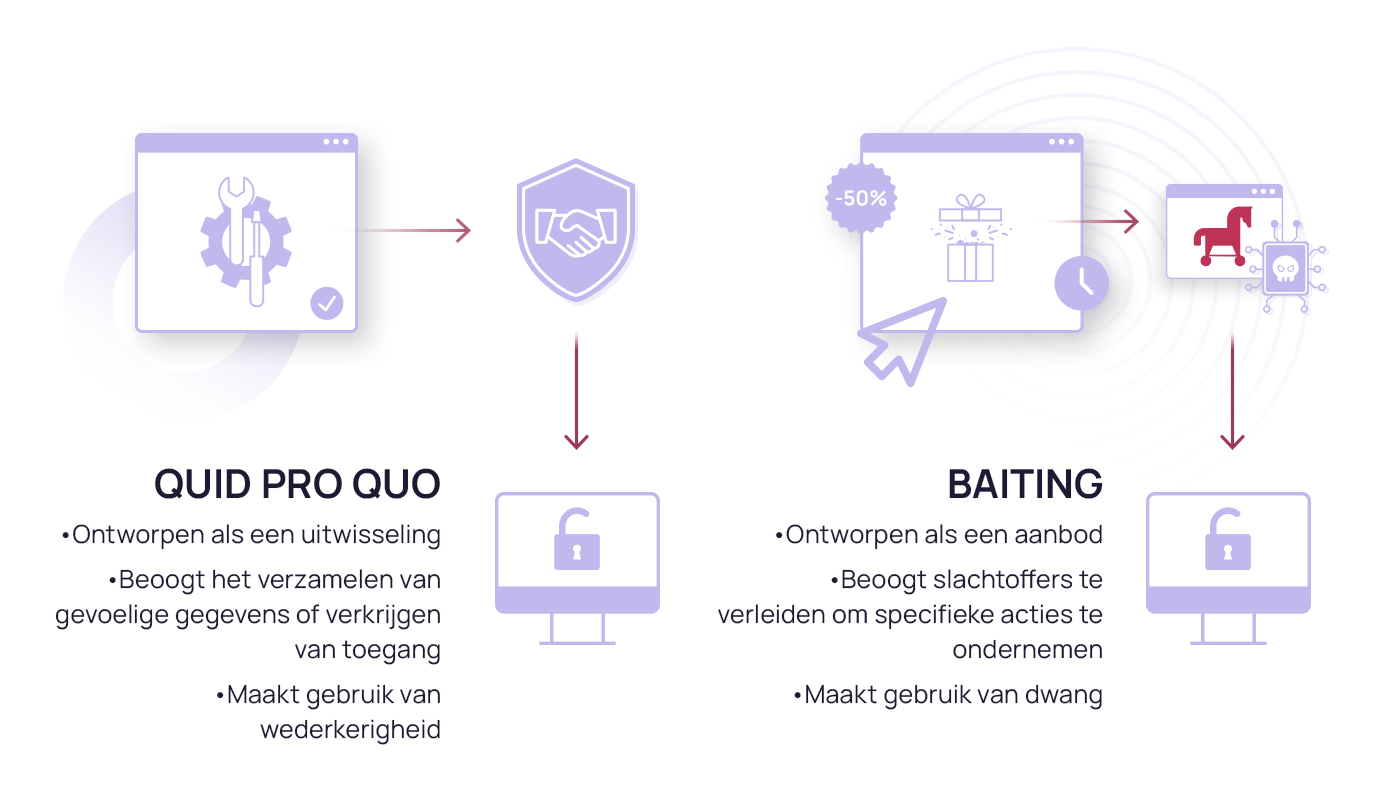 -50%
QUID PRO QUO
•Ontworpen als een uitwisseling
•Beoogt het verzamelen van
gevoelige gegevens of verkrijgen
van toegang
•Maakt gebruik van
wederkerigheid
BAITING
•Ontworpen als een aanbod
•Beoogt slachtoffers te
verleiden om specifieke acties te
ondernemen
•Maakt gebruik van dwang